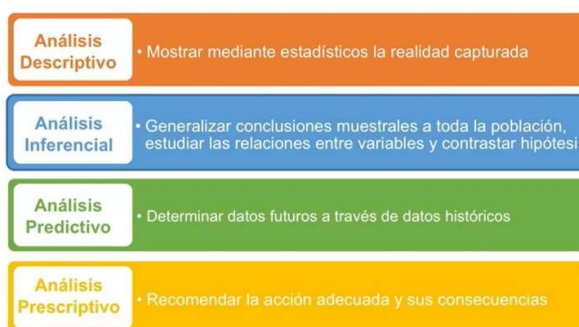 Análisis
Descriptivo
• Mostrar mediante estadísticos la realidad capturada
Análisis
Inferencial
• Generalizar conclusiones muestrales a toda la población,
estudiar las relaciones entre variables y contrastar hipótesis
Análisis
Predictivo
• Determinar datos futuros a través de datos históricos
Análisis
Prescriptivo
• Recomendar la acción adecuada y sus consecuencias